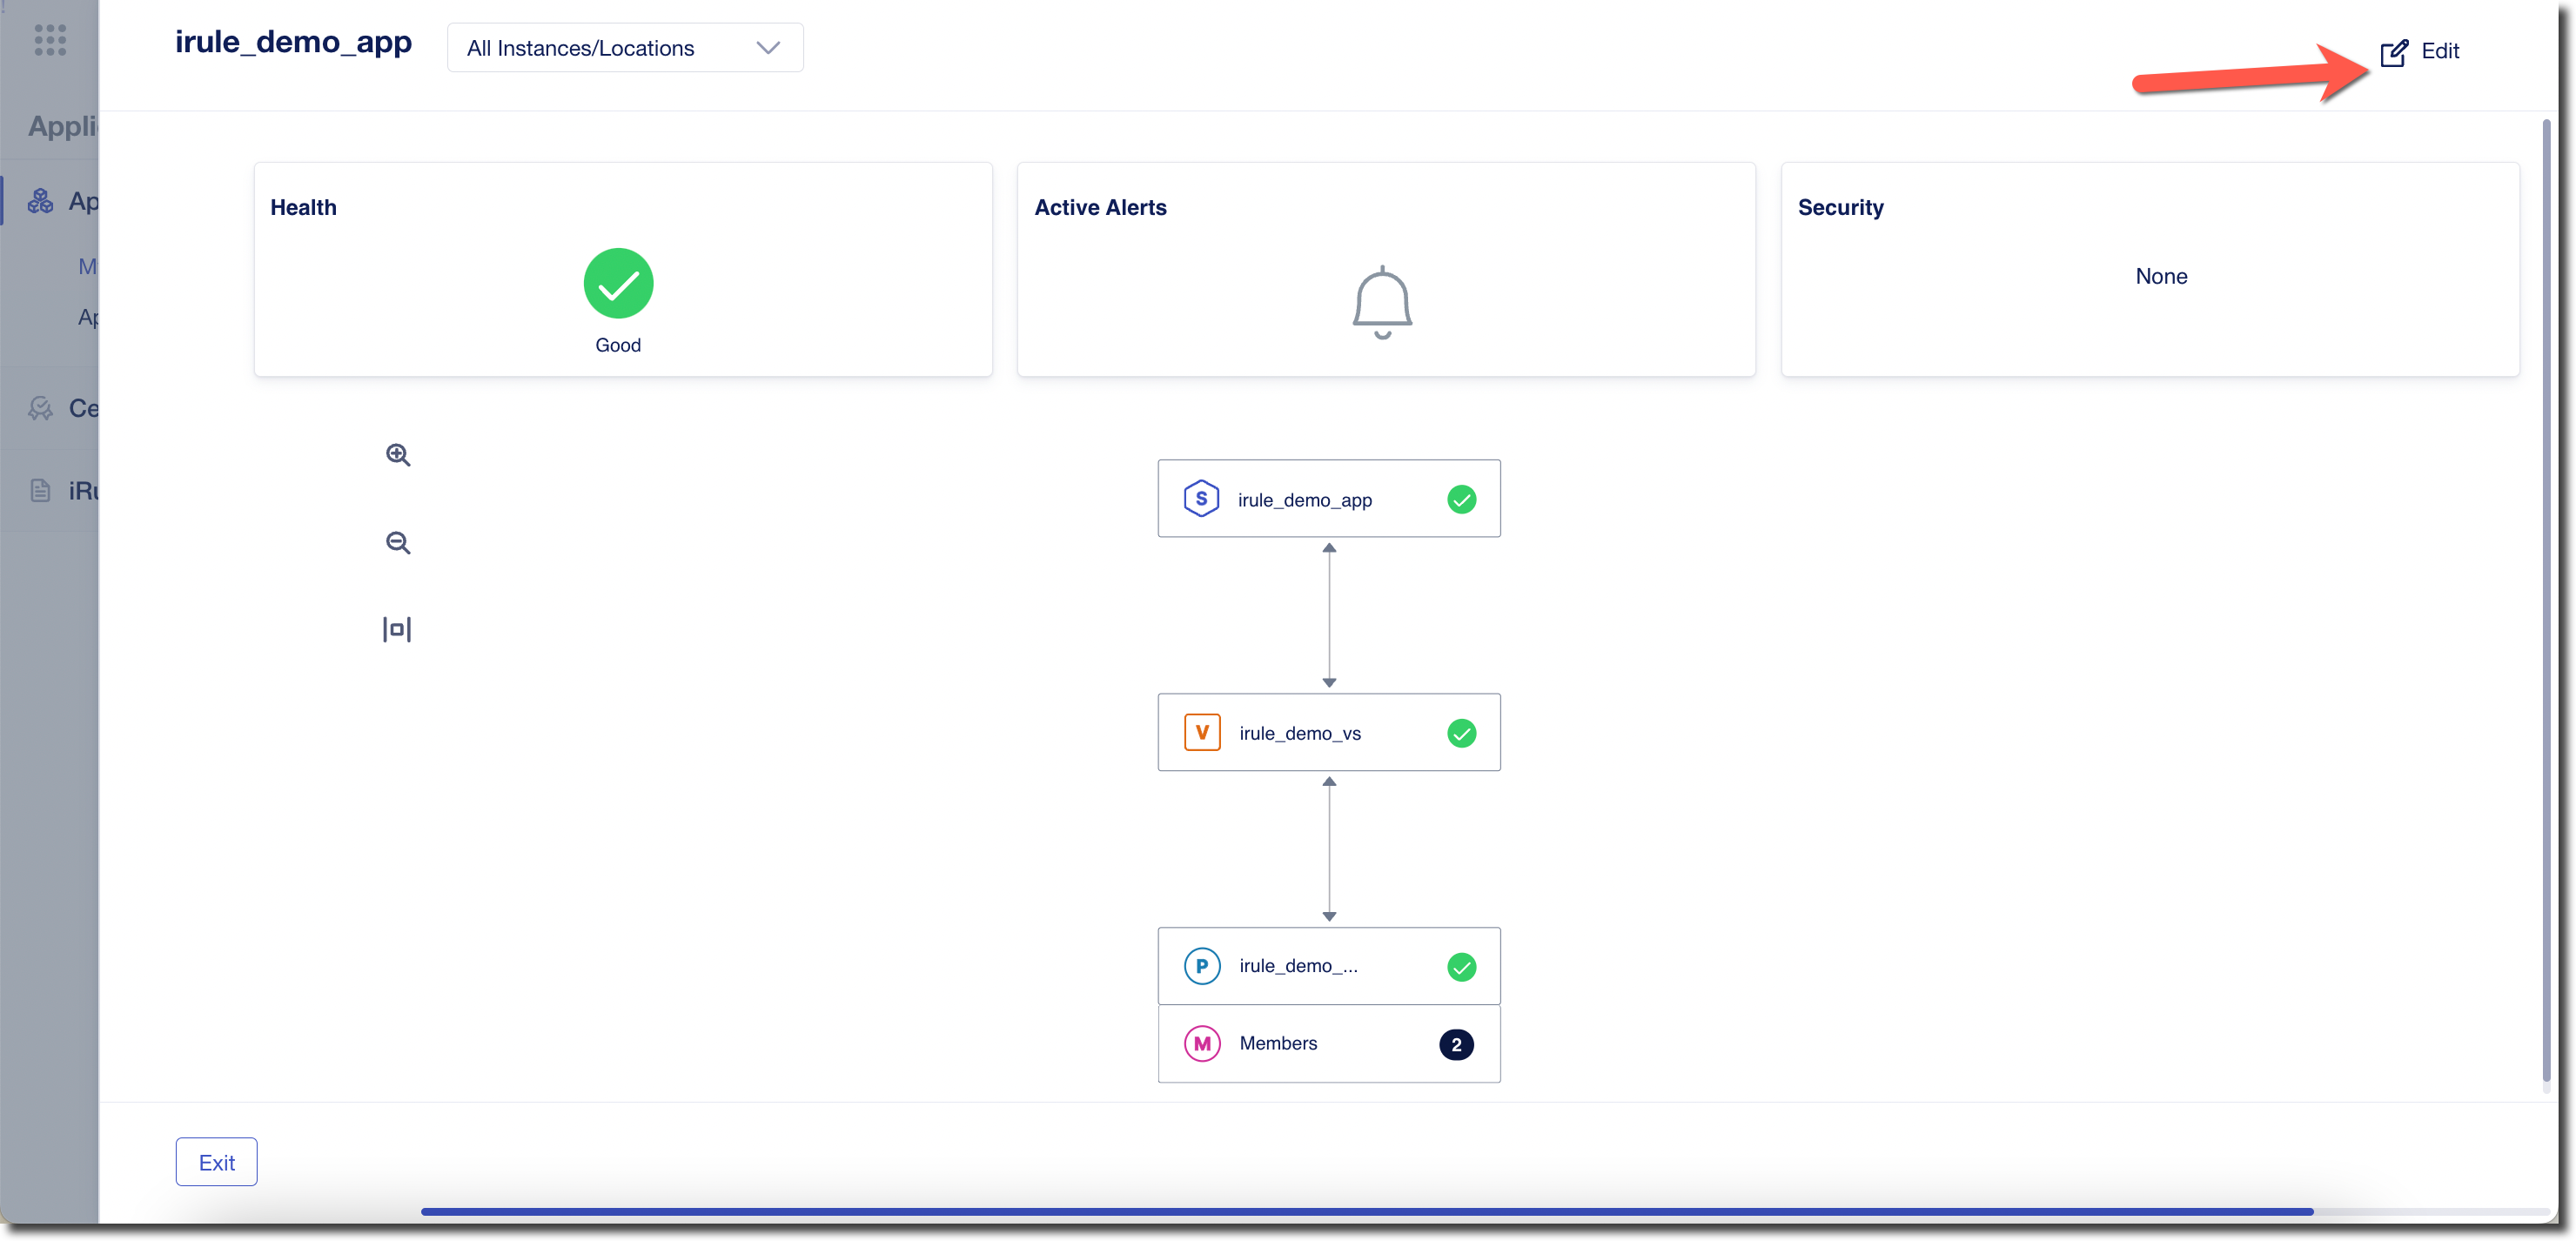 irule_demo_app
All Instances/Locations
Edit
Appli
Ap
M
Ap
Ce
iRu
Health
Good
Active Alerts
Security
None
S irule_demo_app
V irule_demo_vs
P irule_demo_...
M Members 2
Exit